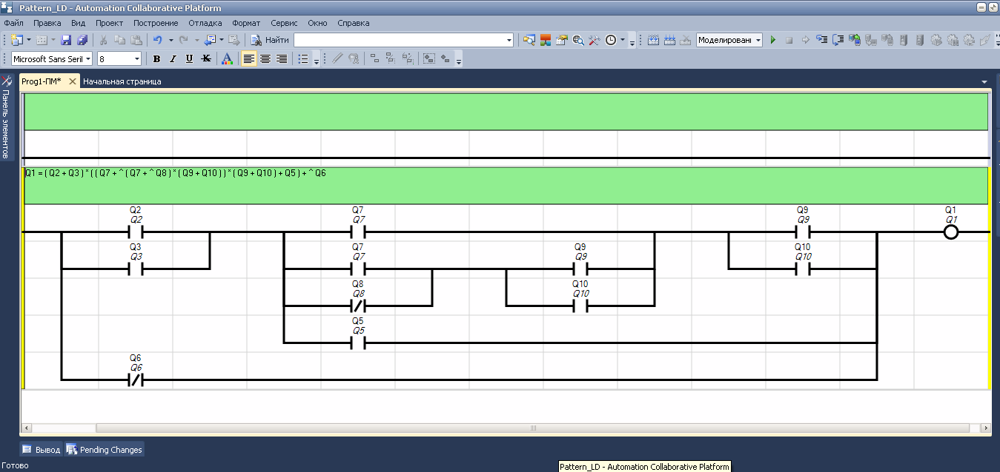 Pattern_LD - Automation Collaborative Platform
Файл Правка Вид Проект Построение Отладка Формат Сервис Окно Справка
Найти Моделировани
Microsoft Sans Serif 8 B I U K A
Prog1-ПМ* Начальная страница
Панель элементов
Q1 = ( Q2 + Q3 ) * ( ( Q7 + ^ ( Q7 + ^ Q8 ) * ( Q9 + Q10 ) ) * ( Q9 + Q10 ) + Q5 ) + ^ Q6
Q2 Q7 Q9 Q1
Q2 Q7 Q9 Q1
Q3 Q7 Q9 Q10
Q3 Q7 Q9 Q10
Q8 Q10
Q8 Q10
Q5
Q5
Q6
Q6
Вывод Pending Changes
Готово
Pattern_LD - Automation Collaborative Platform